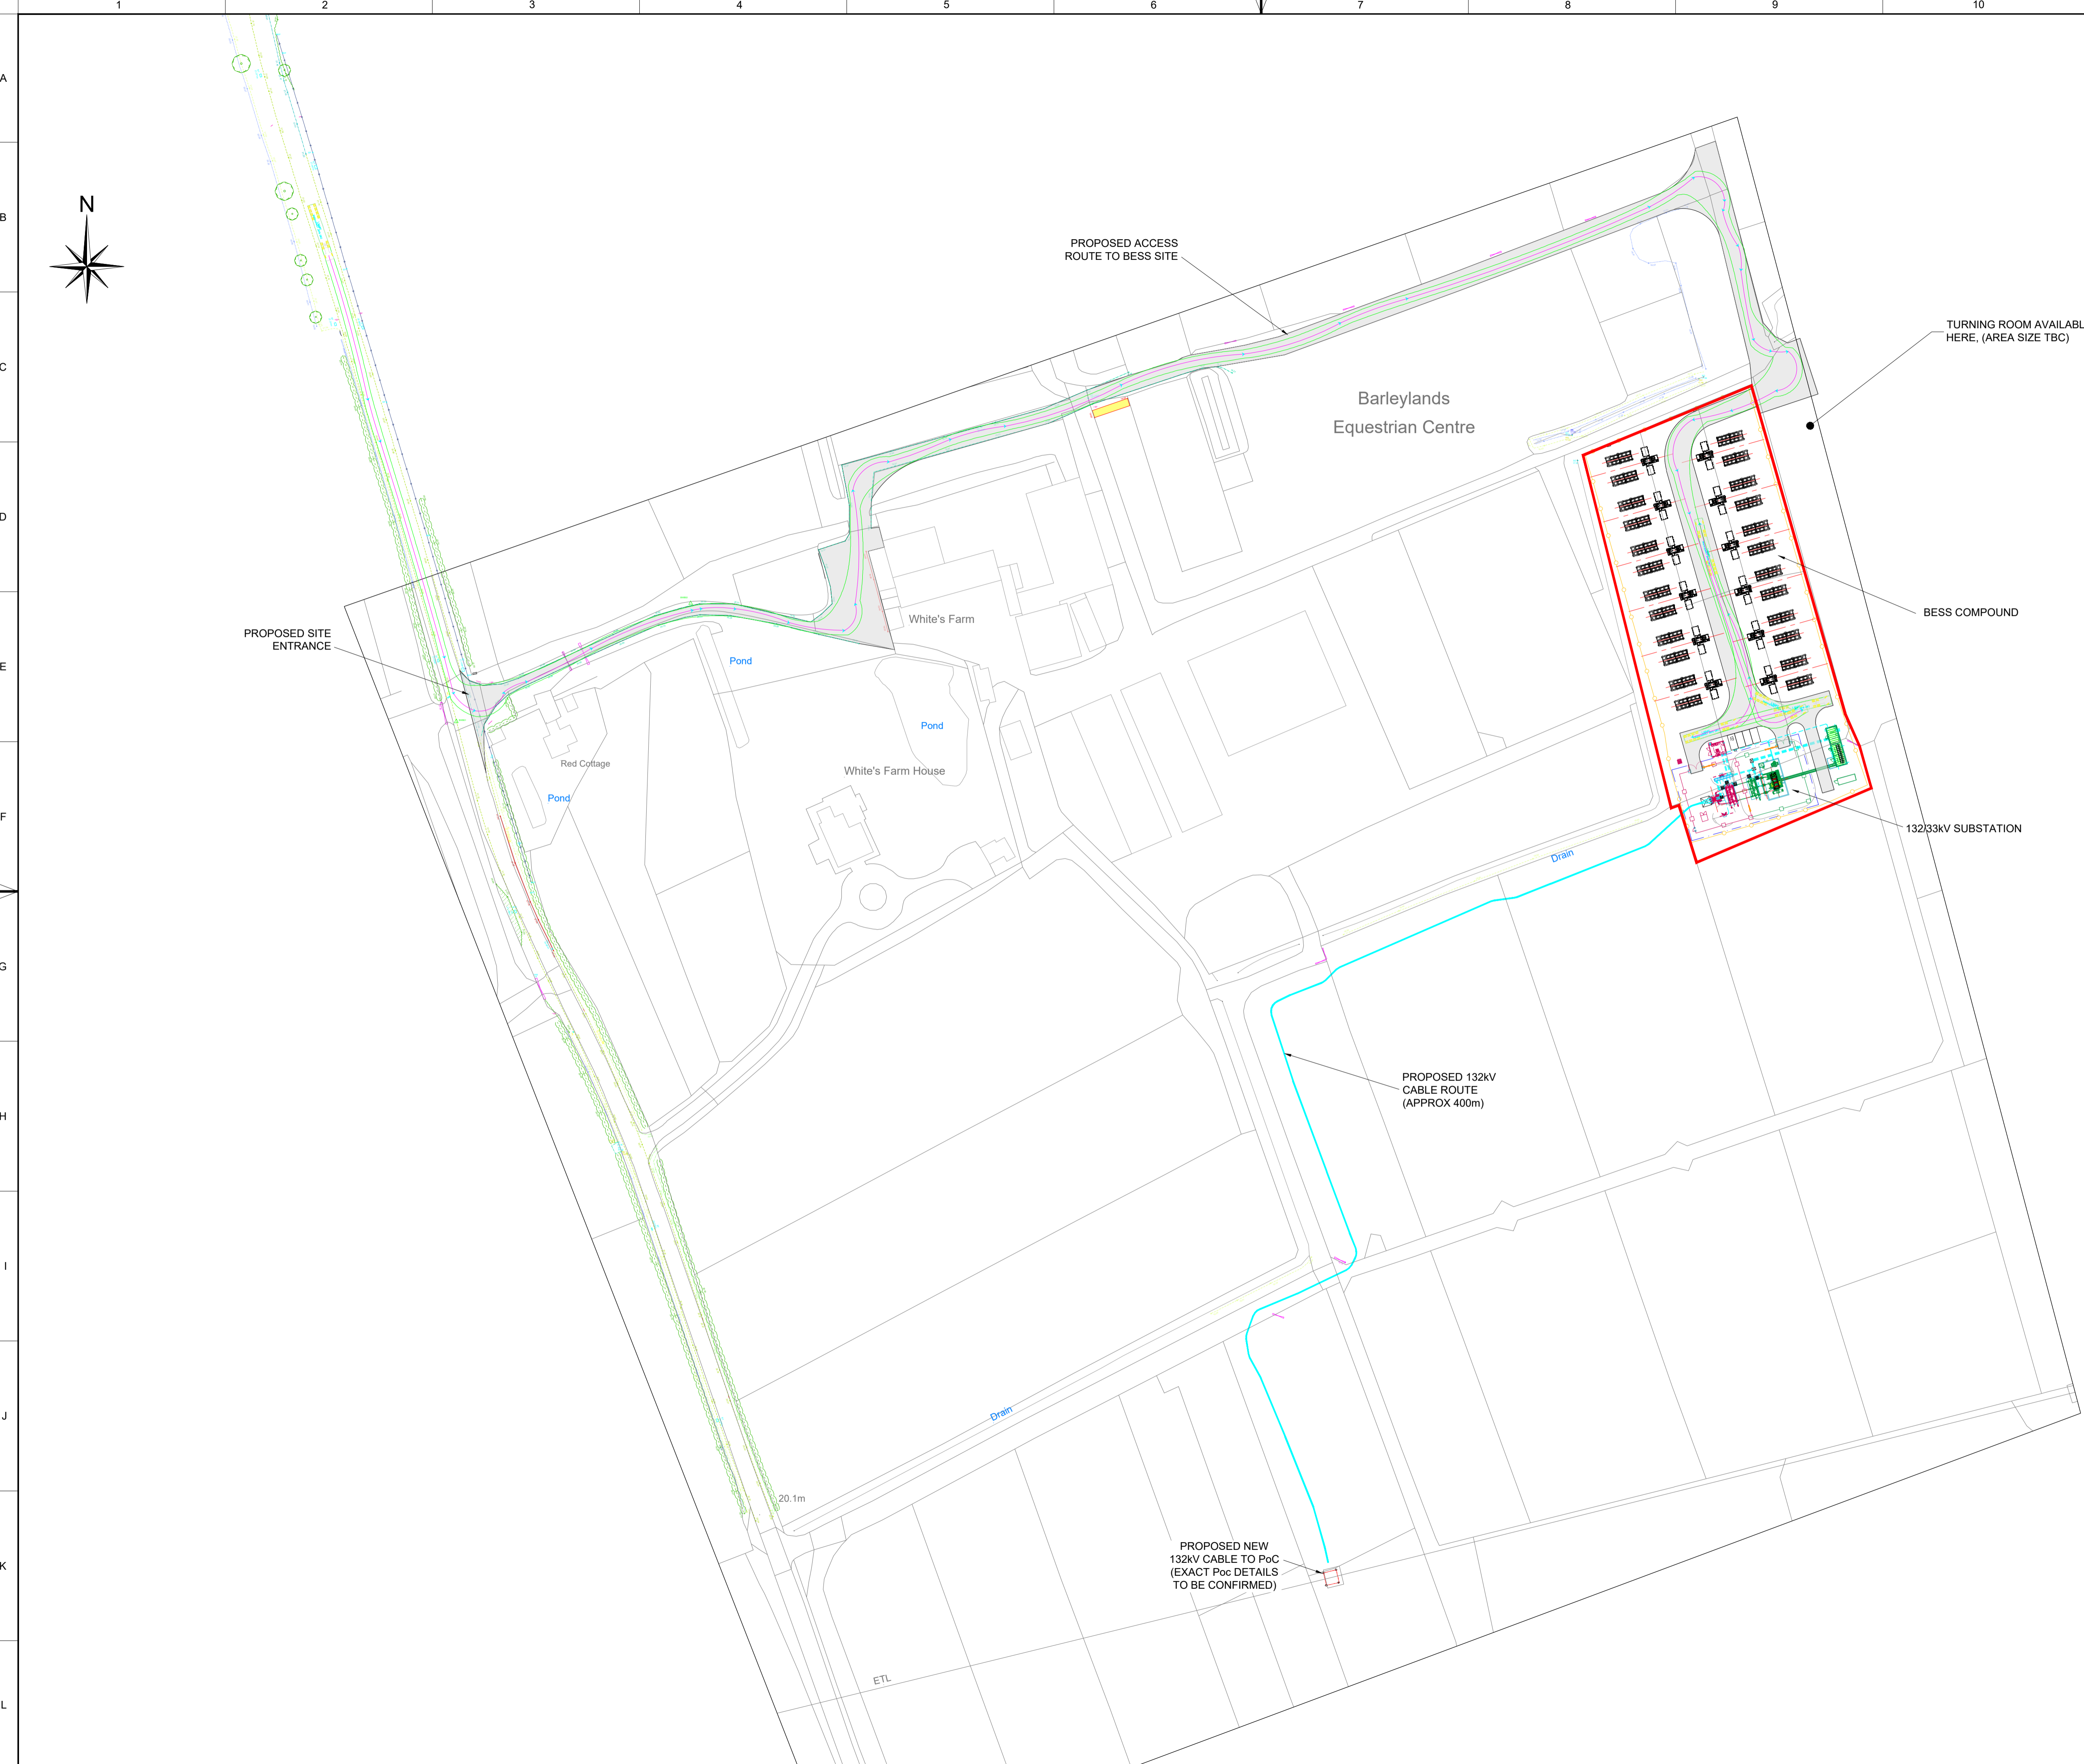 1 2 3 4 5 6 7 8 9 10
A
B
C
D
E
F
G
H
I
J
K
L
N
PROPOSED ACCESS
ROUTE TO BESS SITE
TURNING ROOM AVAILABL
HERE, (AREA SIZE TBC)
Barleylands
Equestrian Centre
BESS COMPOUND
White's Farm
PROPOSED SITE
ENTRANCE
Pond
Pond
Red Cottage
White's Farm House
Pond
132/33kV SUBSTATION
Drain
PROPOSED 132kV
CABLE ROUTE
(APPROX 400m)
Drain
20.1m
PROPOSED NEW
132kV CABLE TO PoC
(EXACT Poc DETAILS
TO BE CONFIRMED)
ETL